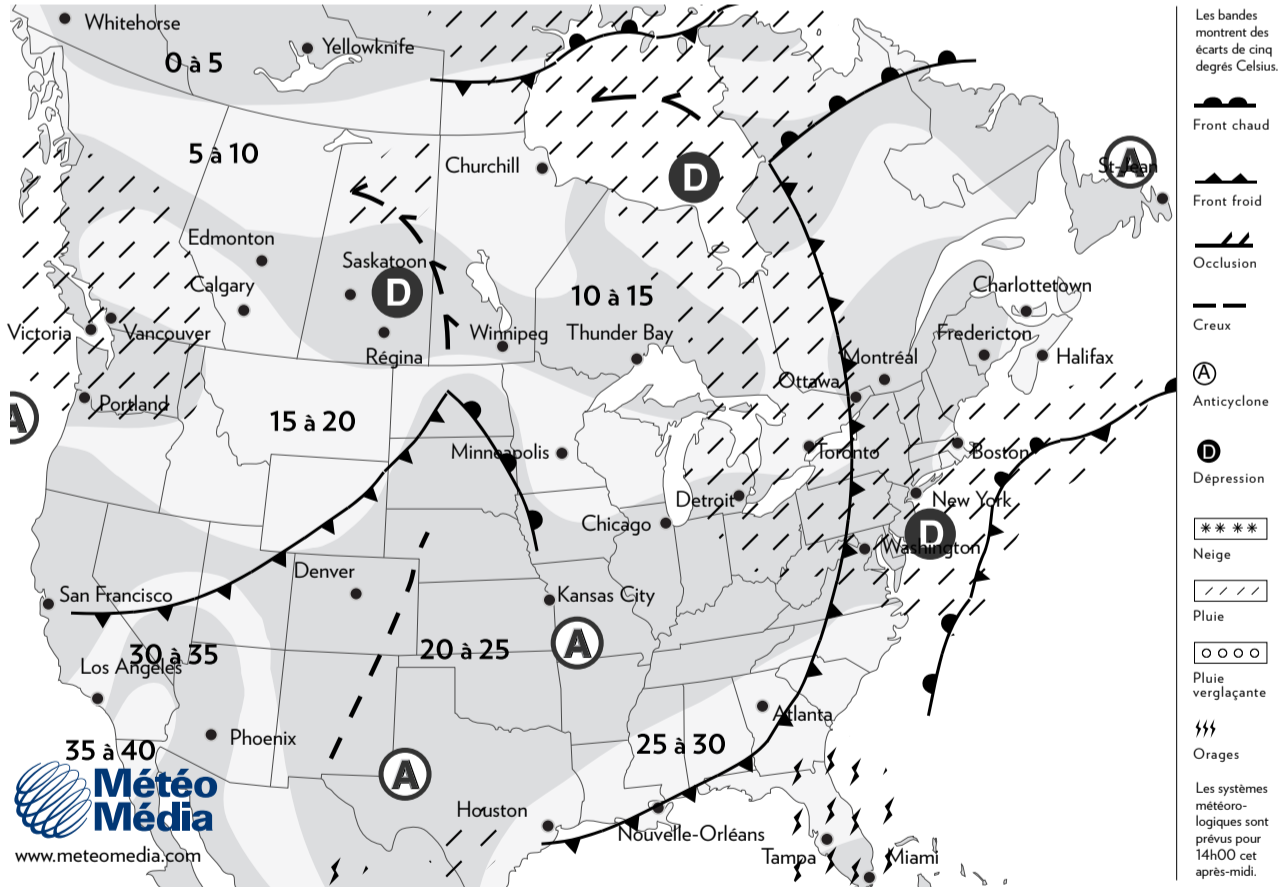 Whitehorse
Yellowknife
0 à 5
5 à 10
Churchill
D
A
St-Jean
Edmonton
Saskatoon
Calgary
D
10 à 15
Charlottetown
Victoria
Vancouver
Winnipeg
Thunder Bay
Fredericton
Régina
Montréal
Halifax
Ottawa
A
Portland
15 à 20
Minneapolis
Toronto
Boston
Detroit
New York
Chicago
D
Washington
Denver
San Francisco
Kansas City
A
30 à 35
20 à 25
Los Angeles
Atlanta
35 à 40
Phoenix
25 à 30
A
Météo
Média
Houston
Nouvelle-Orléans
www.meteomedia.com
Tampa
Miami
Les bandes
montrent des
écarts de cinq
degrés Celsius.
Front chaud
Front froid
Occlusion
Creux
A
Anticyclone
D
Dépression
Neige
Pluie
Pluie
verglaçante
Orages
Les systèmes
météoro-
logiques sont
prévus pour
14h00 cet
après-midi.